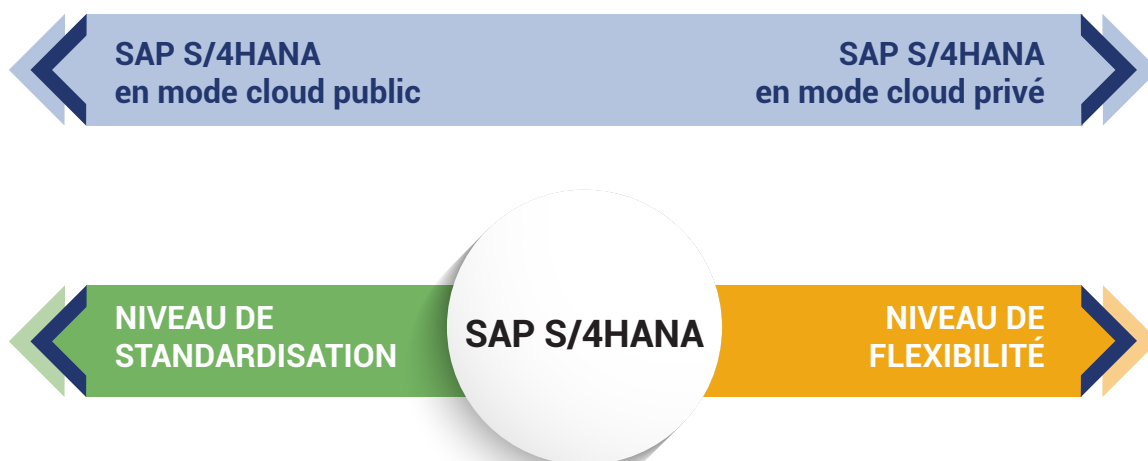 SAP S/4HANA
en mode cloud public
SAP S/4HANA
en mode cloud privé
NIVEAU DE
STANDARDISATION
SAP S/4HANA
NIVEAU DE
FLEXIBILITÉ